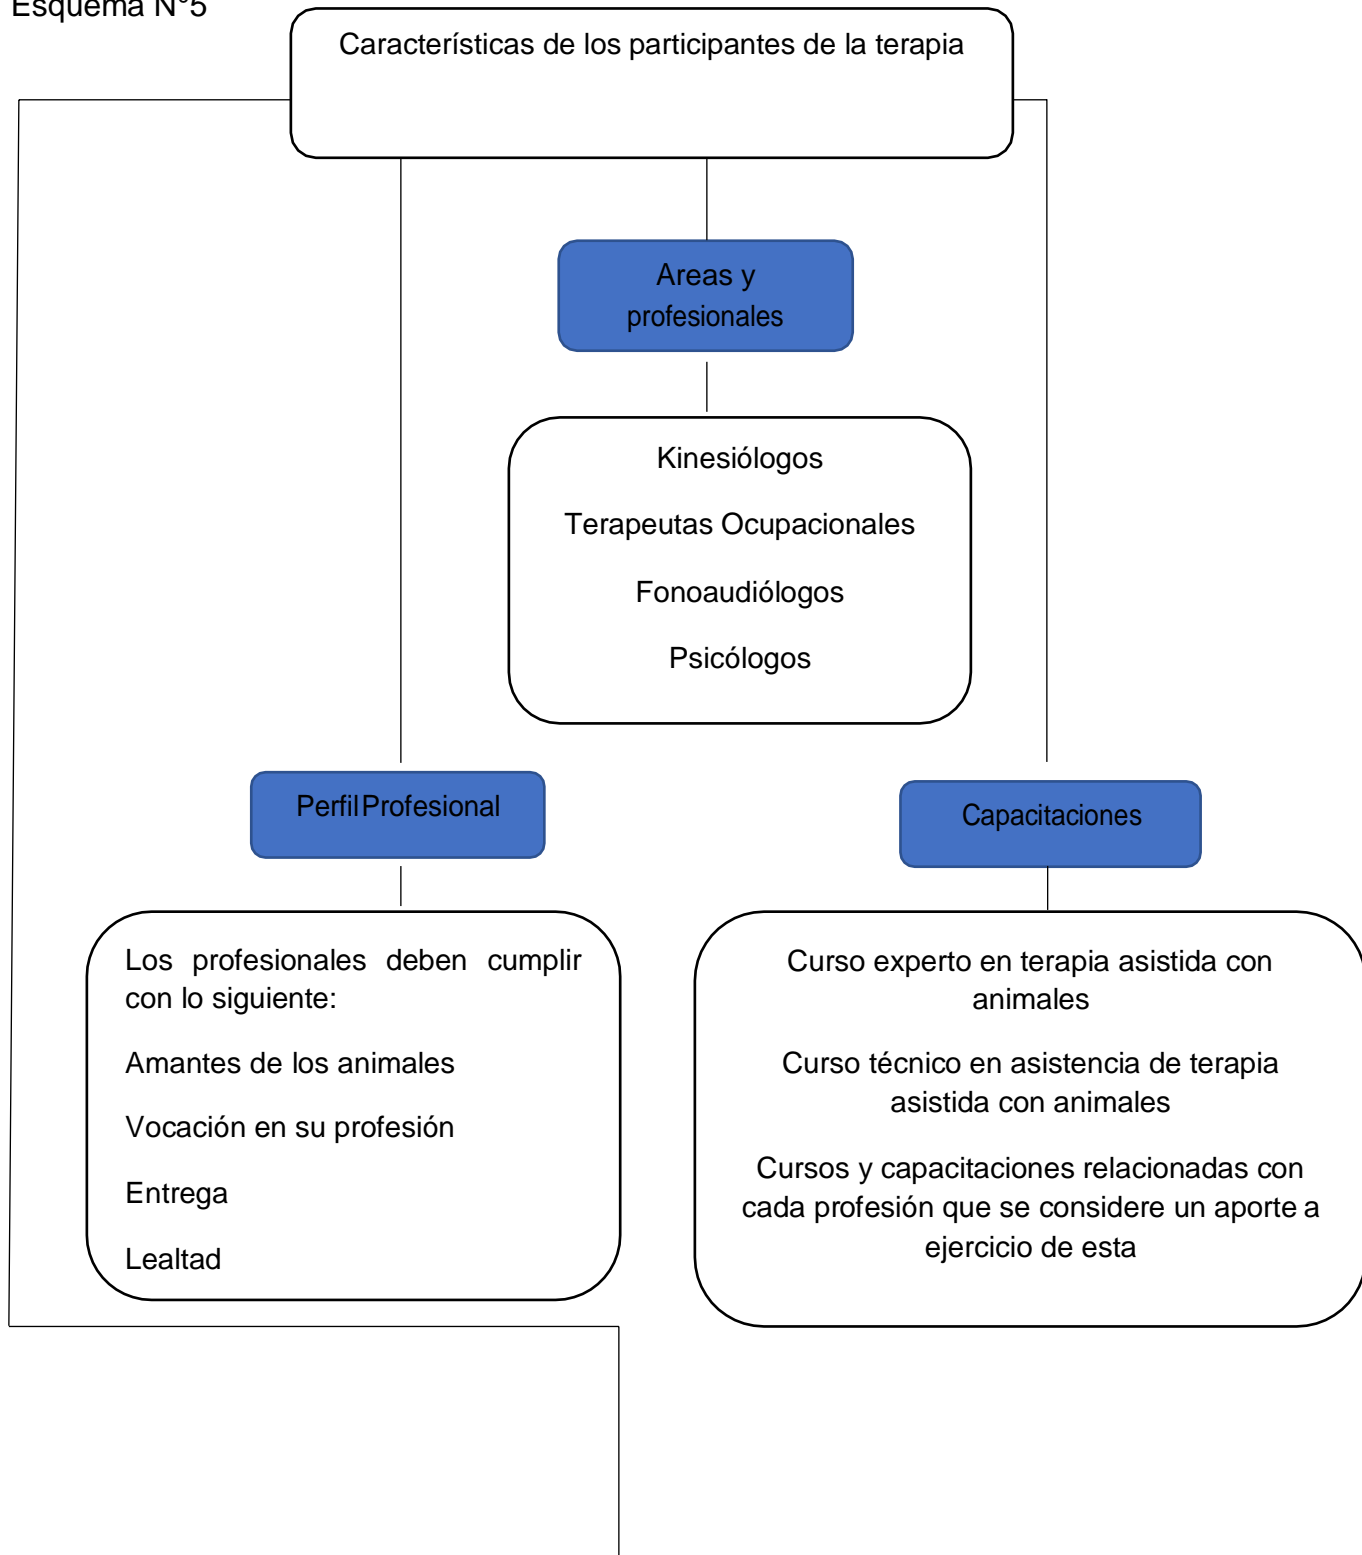 Esquema N°5
Características de los participantes de la terapia
Areas y
profesionales
Kinesiólogos
Terapeutas Ocupacionales
Fonoaudiólogos
Psicólogos
Perfil Profesional
Los profesionales deben cumplir
con lo siguiente:
Amantes de los animales
Vocación en su profesión
Entrega
Lealtad
Capacitaciones
Curso experto en terapia asistida con
animales
Curso técnico en asistencia de terapia
asistida con animales
Cursos y capacitaciones relacionadas con
cada profesión que se considere un aporte a
ejercicio de esta